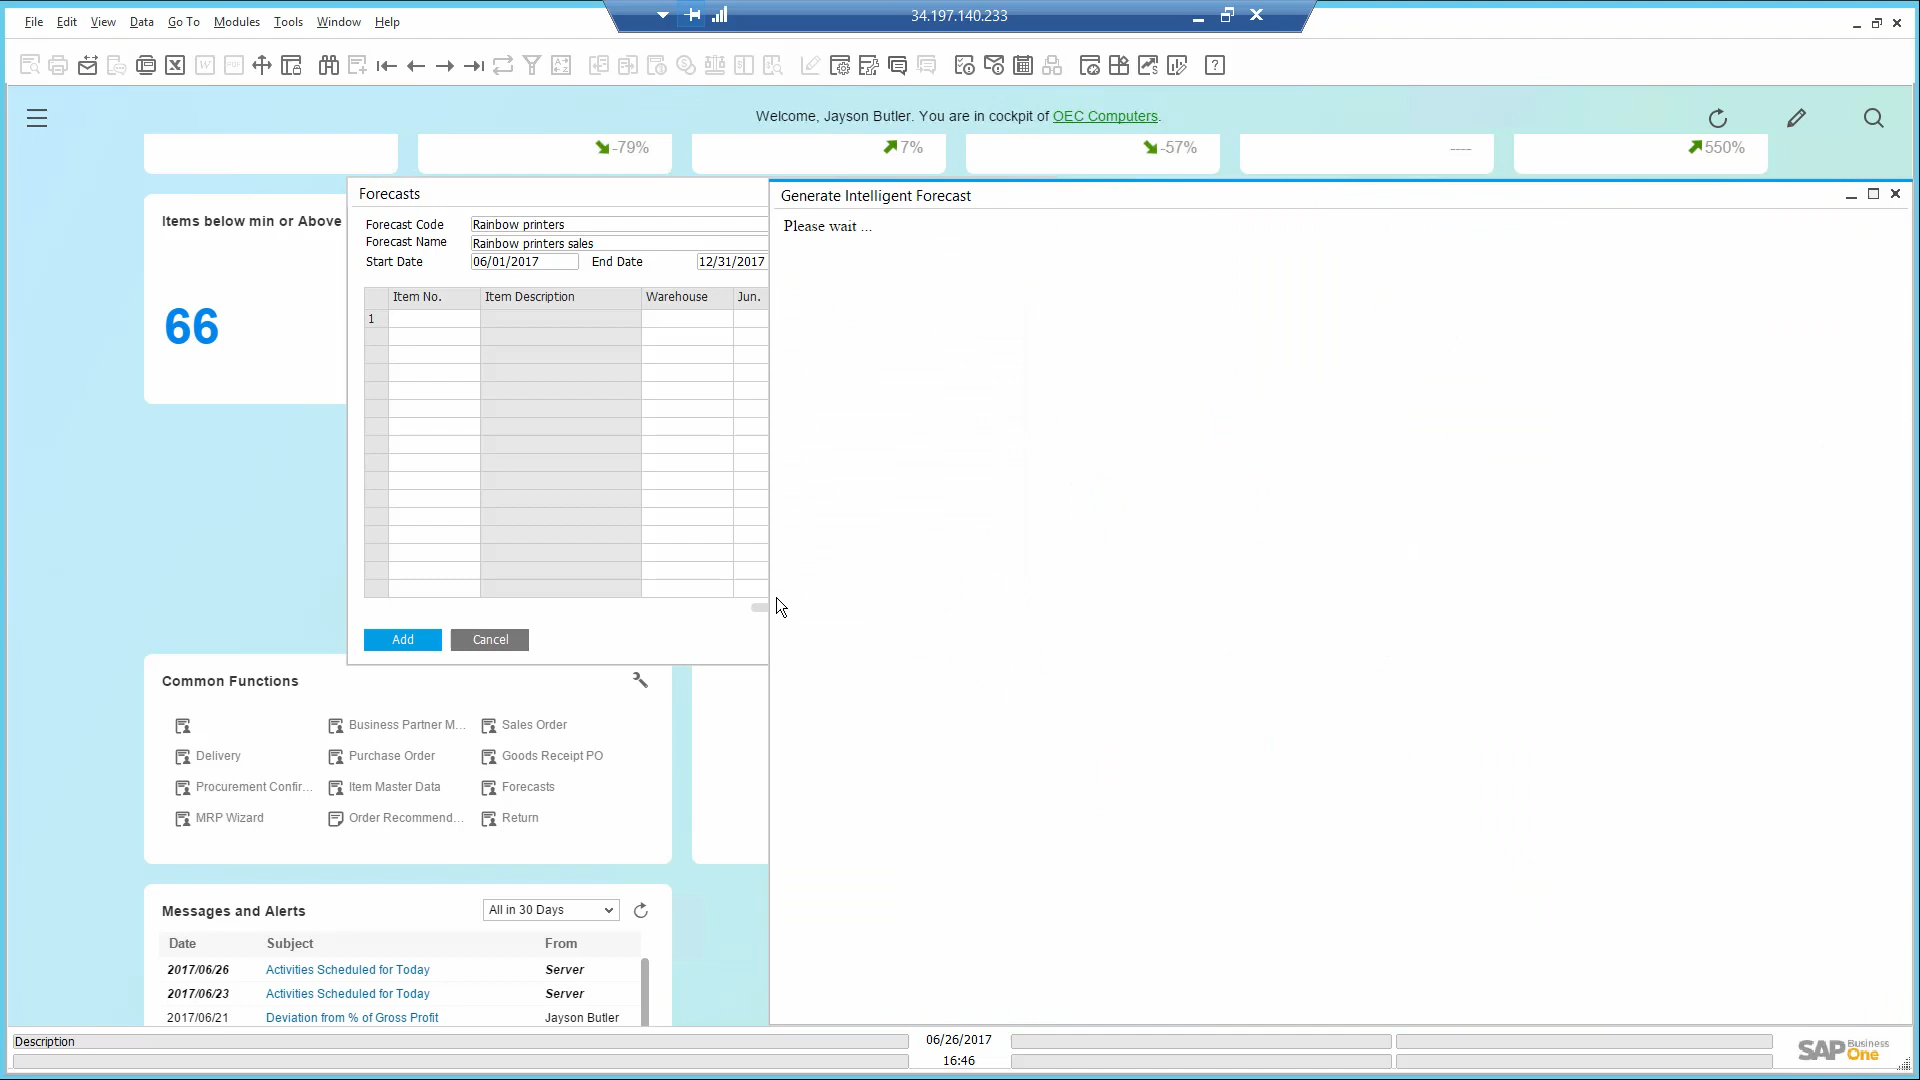 34.197.140.233
File Edit View Data Go To Modules Tools Window Help
Welcome, Jayson Butler. You are in cockpit of OEC Computers.
-79%
7%
-57%
----
550%
Items below min or Above
66
Forecasts
Forecast Code Rainbow printers
Forecast Name Rainbow printers sales
Start Date 06/01/2017 End Date 12/31/2017
Item No. Item Description Warehouse Jun.
1
Add Cancel
Generate Intelligent Forecast
Please wait ...
Common Functions
Business Partner M... Sales Order
Delivery Purchase Order Goods Receipt PO
Procurement Confir... Item Master Data Forecasts
MRP Wizard Order Recommend... Return
Messages and Alerts All in 30 Days
Date Subject From
2017/06/26 Activities Scheduled for Today Server
2017/06/23 Activities Scheduled for Today Server
2017/06/21 Deviation from % of Gross Profit Jayson Butler
Description
06/26/2017
16:46
SAP Business One